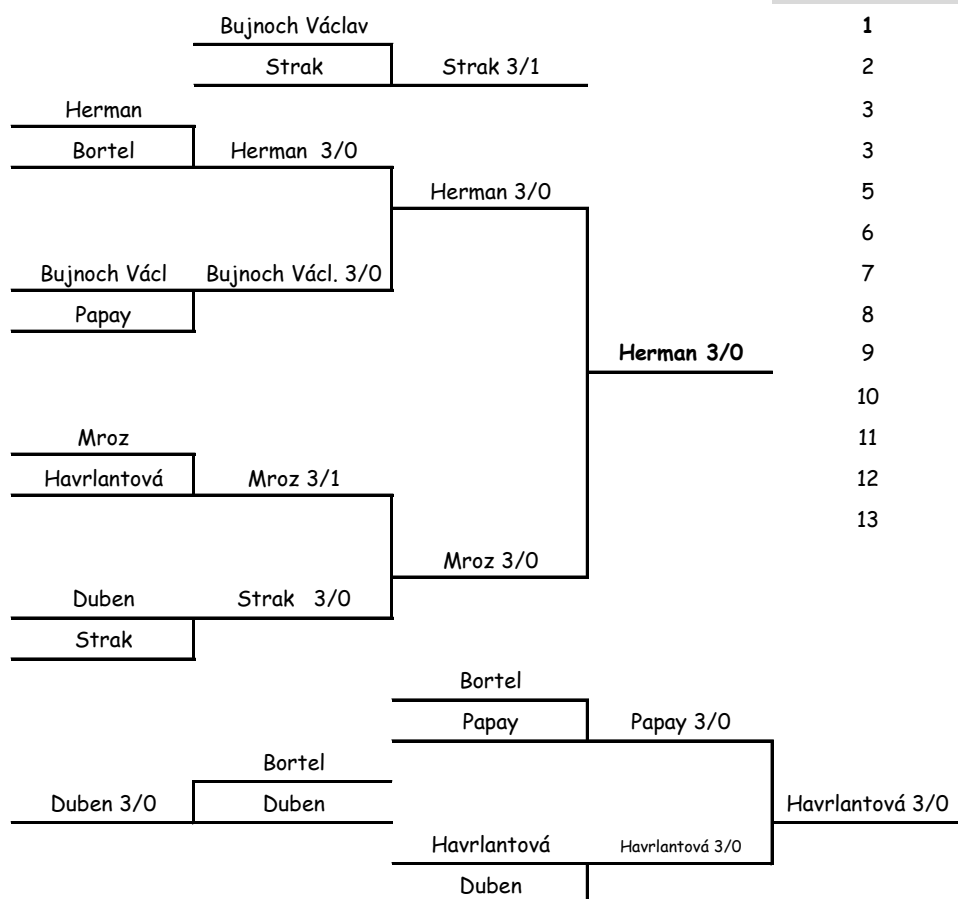 Bujnoch Václav 1
Strak Strak 3/1 2
Herman 3
Bortel Herman 3/0 3
Herman 3/0 5
6
Bujnoch Václ Bujnoch Václ. 3/0 7
Papay 8
Herman 3/0 9
10
Mroz 11
Havrlantová Mroz 3/1 12
13
Mroz 3/0
Duben Strak 3/0
Strak
Bortel
Papay Papay 3/0
Bortel
Duben 3/0 Duben Havrlantová 3/0
Havrlantová Havrlantová 3/0
Duben